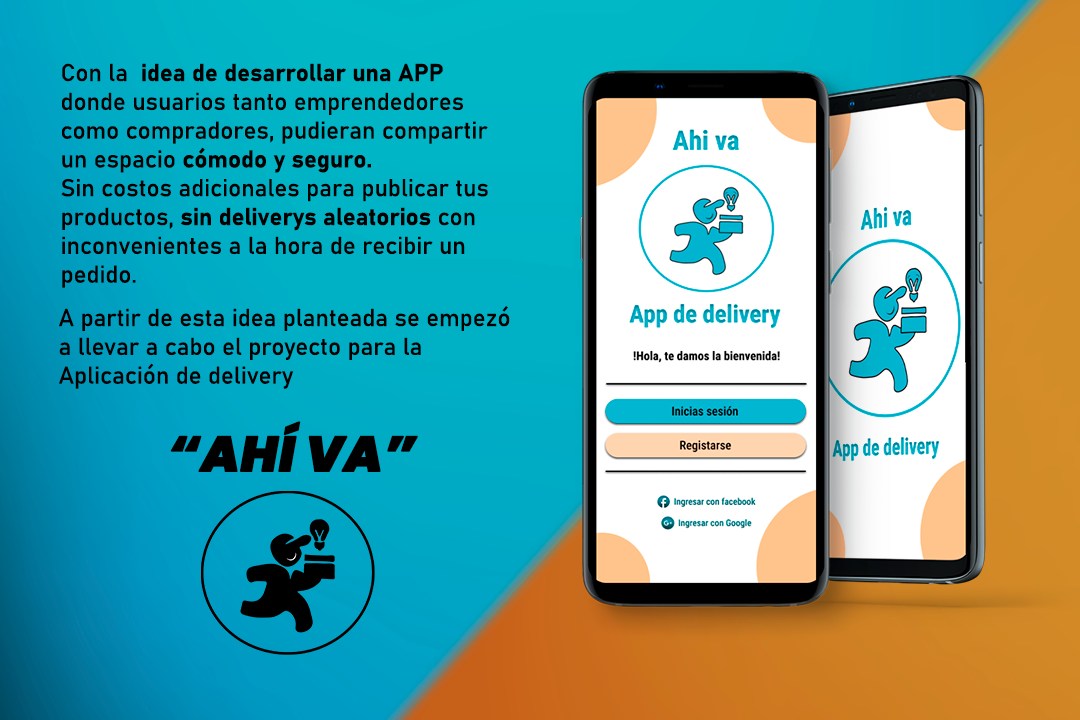 Con la idea de desarrollar una APP
donde usuarios tanto emprendedores
como compradores, pudieran compartir
un espacio cómodo y seguro.
Sin costos adicionales para publicar tus
productos, sin deliverys aleatorios con
inconvenientes a la hora de recibir un
pedido.
A partir de esta idea planteada se empezó
a llevar a cabo el proyecto para la
Aplicación de delivery
“AHÍ VA”
Ahi va
App de delivery
!Hola, te damos la bienvenida!
Inicias sesión
Registarse
Ingresar con facebook
G+ Ingresar con Google
Ahi va
App de delivery